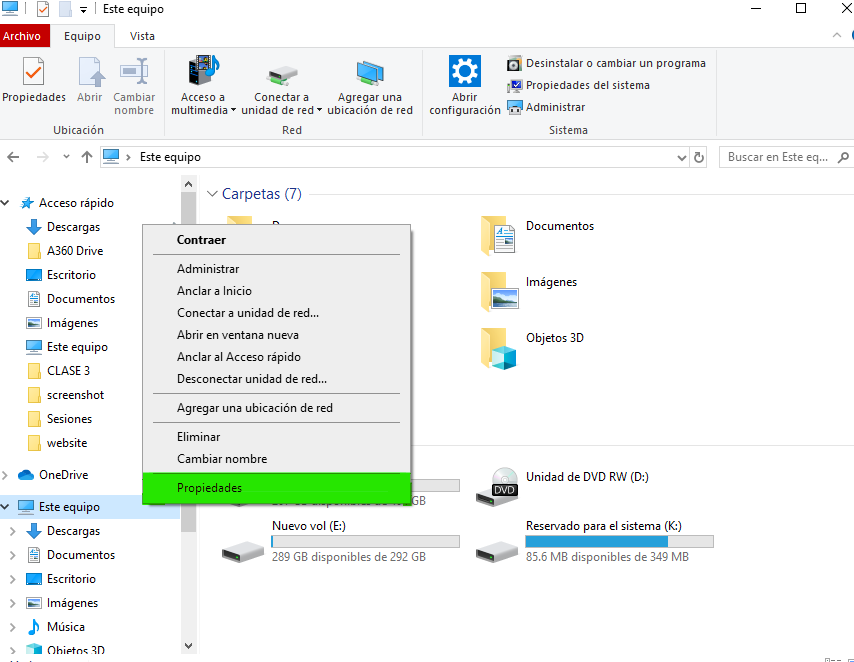 Este equipo
Archivo
Equipo
Vista
Propiedades
Abrir
Cambiar
nombre
Acceso a
multimedia
Conectar a
unidad de red
Agregar una
ubicación de red
Abrir
configuración
Desinstalar o cambiar un programa
Propiedades del sistema
Administrar
Ubicación
Red
Sistema
Este equipo
Buscar en Este eq...
Acceso rápido
Descargas
A360 Drive
Escritorio
Documentos
Imágenes
Este equipo
CLASE 3
screenshot
Sesiones
website
OneDrive
Este equipo
Descargas
Documentos
Escritorio
Imágenes
Música
Objetos 3D
Contraer
Administrar
Anclar a Inicio
Conectar a unidad de red...
Abrir en ventana nueva
Anclar al Acceso rápido
Desconectar unidad de red...
Agregar una ubicación de red
Eliminar
Cambiar nombre
Propiedades
Carpetas (7)
Documentos
Imágenes
Objetos 3D
GB
Unidad de DVD RW (D:)
DVD
Nuevo vol (E:)
289 GB disponibles de 292 GB
Reservado para el sistema (K:)
85.6 MB disponibles de 349 MB